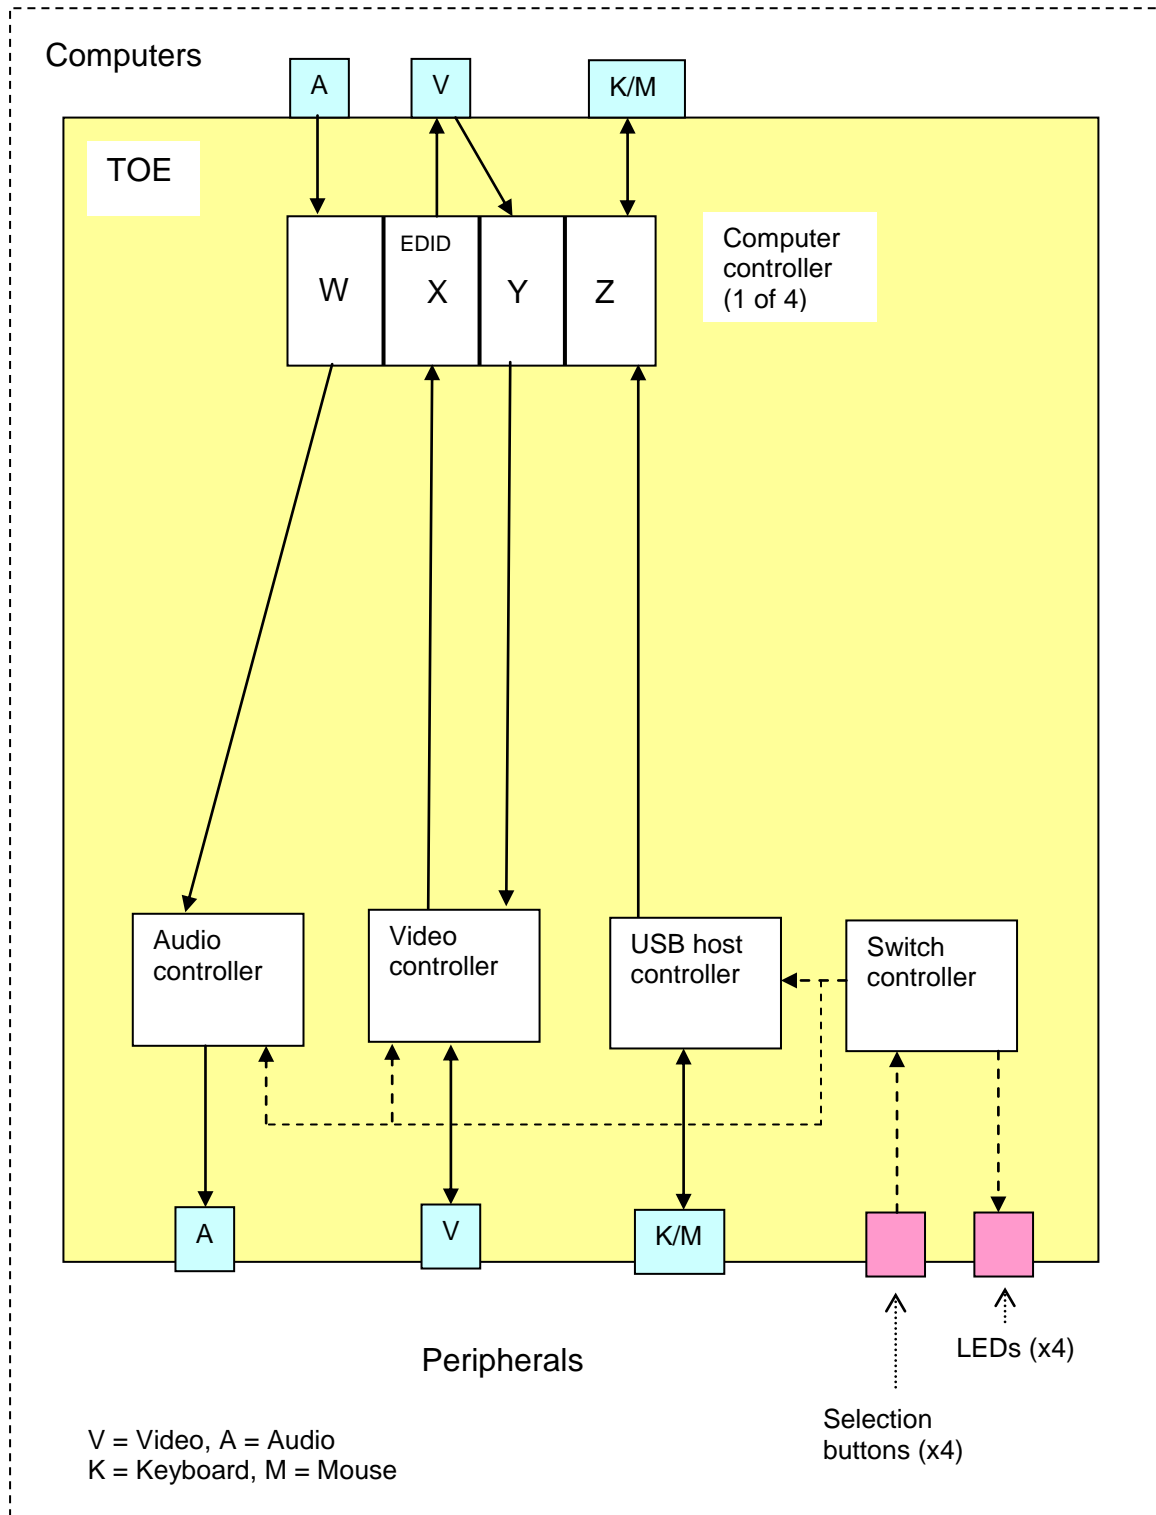 Computers
A
V
K/M
TOE
EDID
W
X
Y
Z
Computer
controller
(1 of 4)
Audio
controller
Video
controller
USB host
controller
Switch
controller
A
V
K/M
Peripherals
LEDs (x4)
Selection
buttons (x4)
V = Video, A = Audio
K = Keyboard, M = Mouse